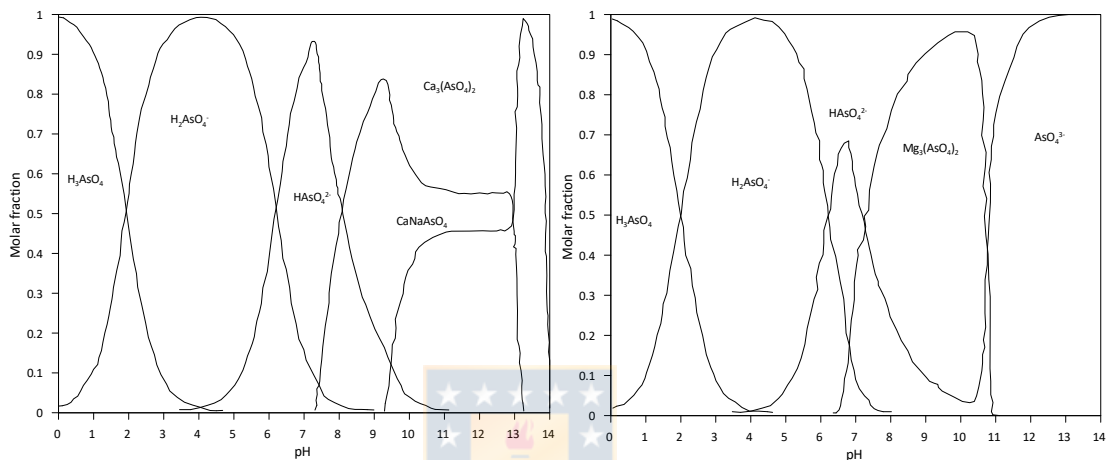 1
0.9
0.8
0.7
0.6
0.5
0.4
0.3
0.2
0.1
0
Molar fraction
H₃AsO₄
H₂AsO₄⁻
HAsO₄²⁻
Ca₃(AsO₄)₂
CaNaAsO₄
0 1 2 3 4 5 6 7 8 9 10 11 12 13 14
pH
1
0.9
0.8
0.7
0.6
0.5
0.4
0.3
0.2
0.1
0
Molar fraction
H₃AsO₄
H₂AsO₄⁻
HAsO₄²⁻
Mg₃(AsO₄)₂
AsO₄³⁻
0 1 2 3 4 5 6 7 8 9 10 11 12 13 14
pH